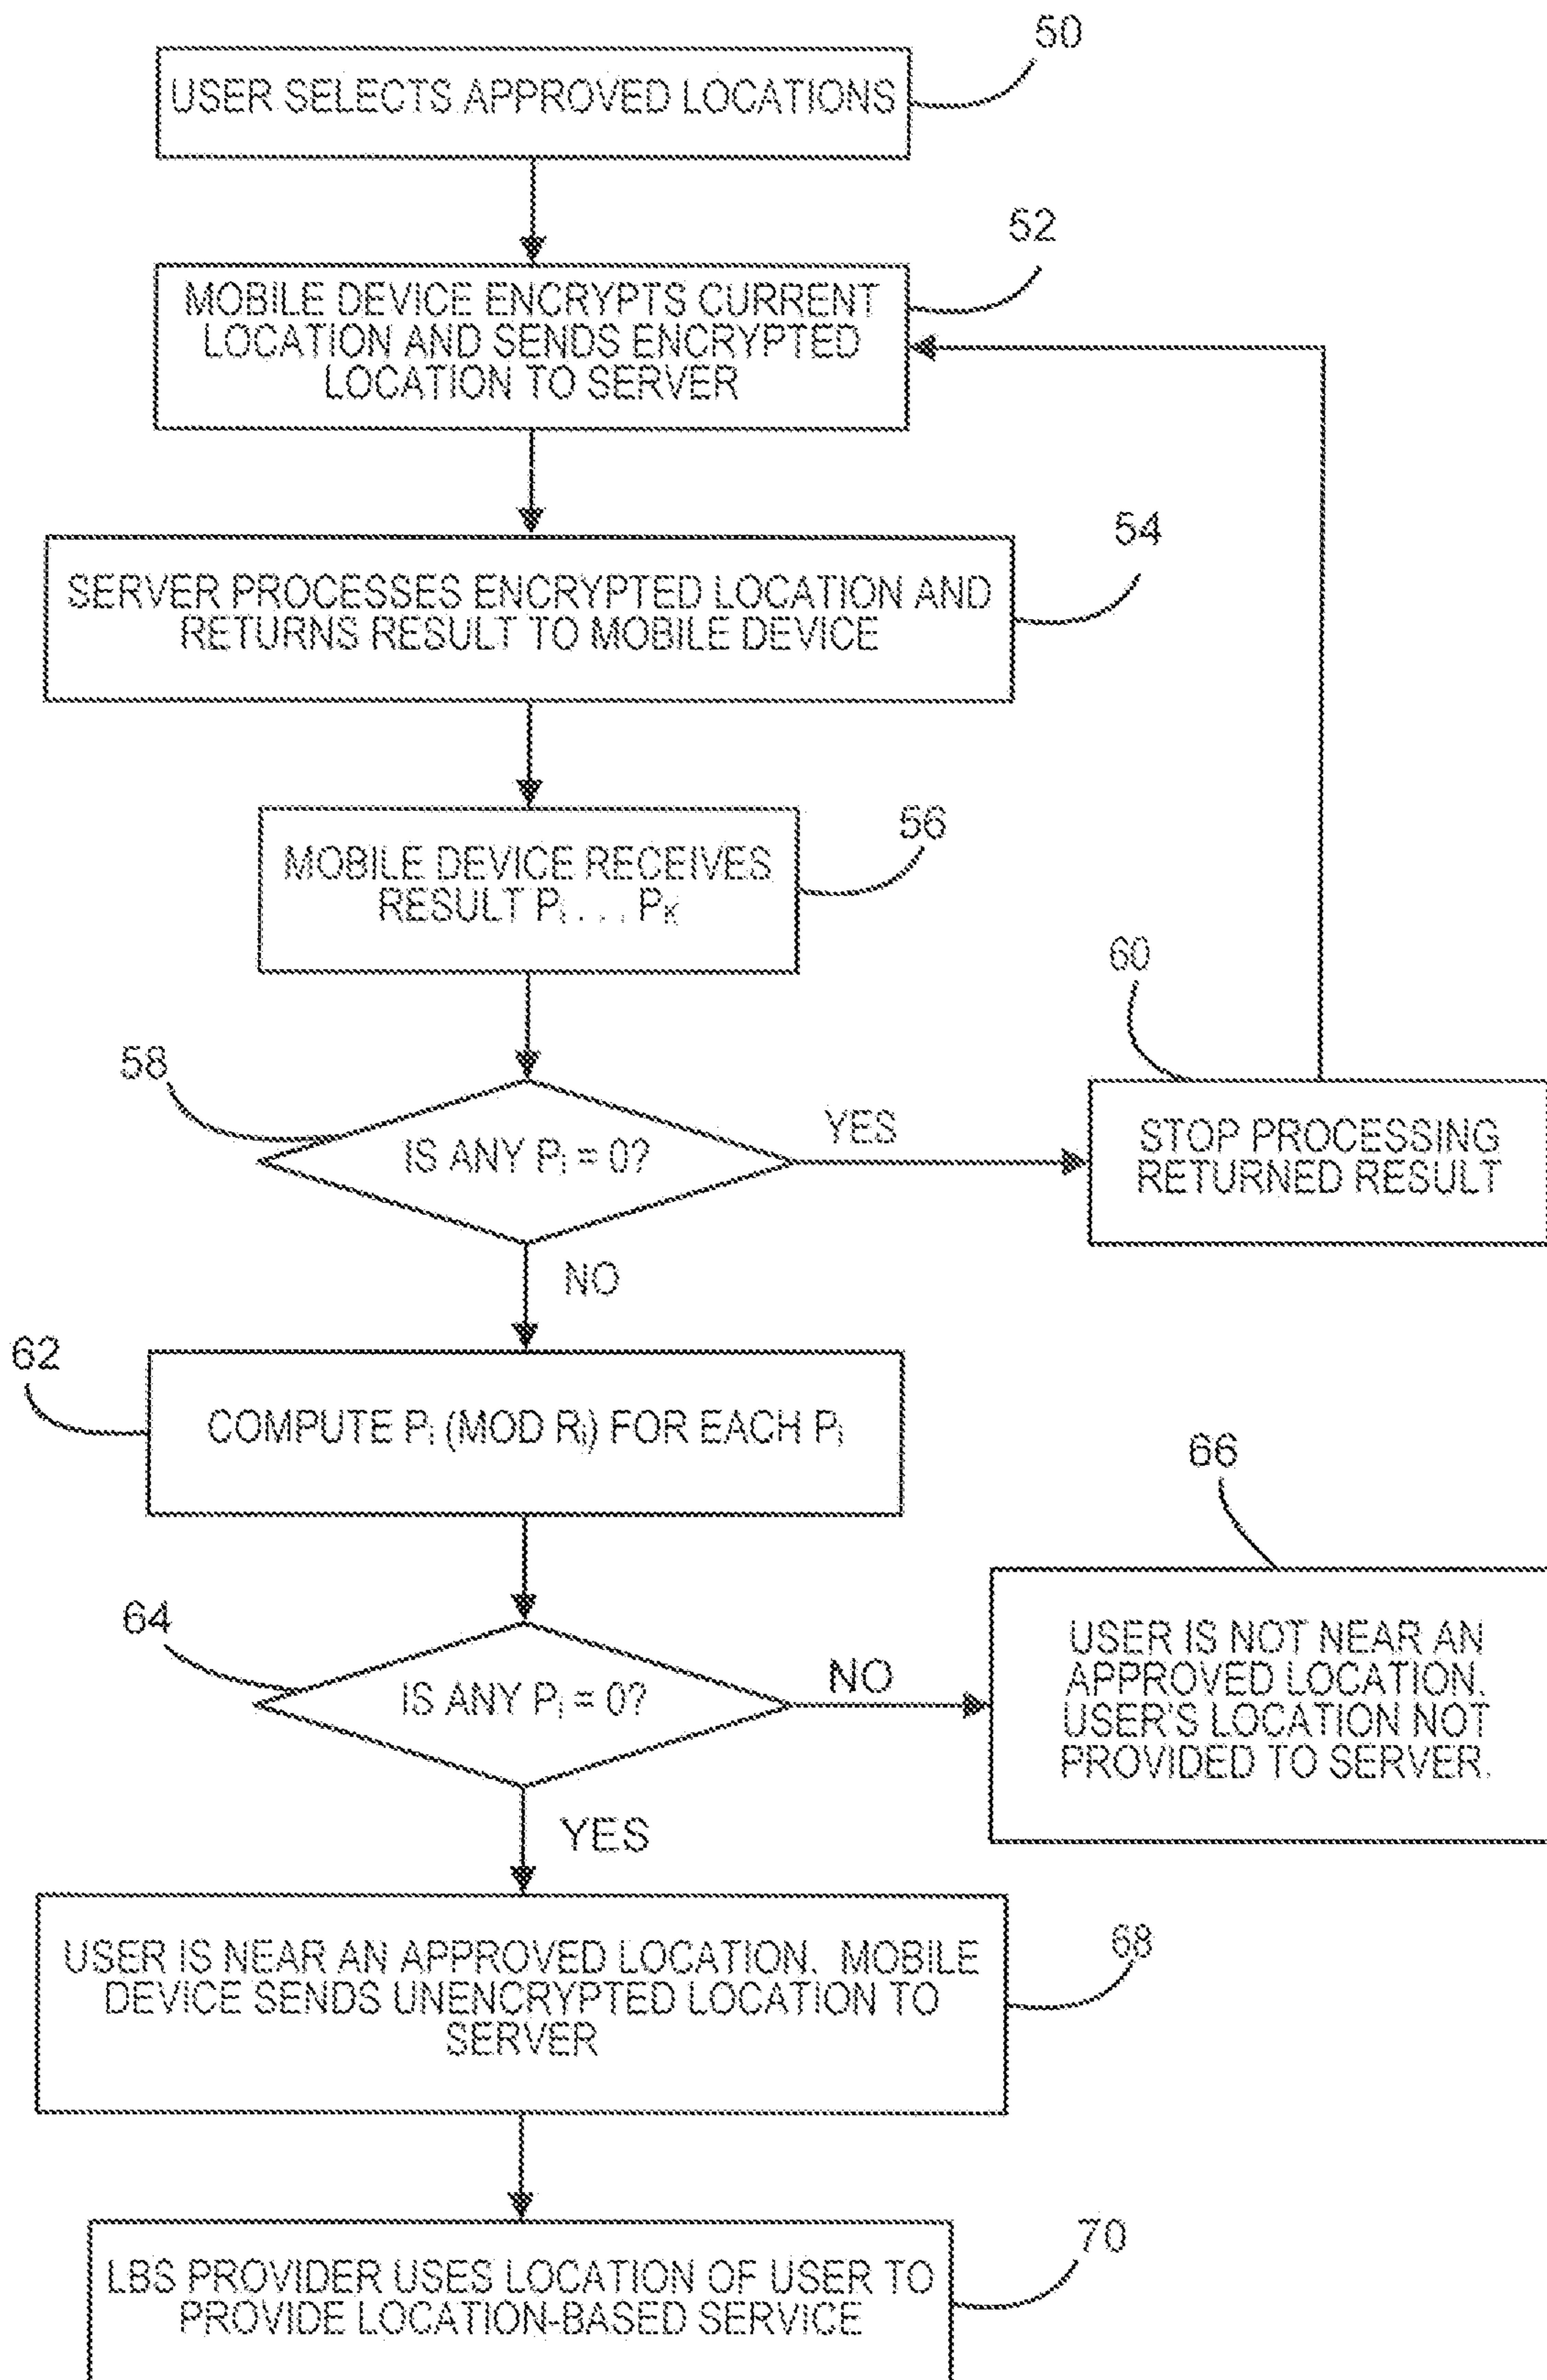 50
USER SELECTS APPROVED LOCATIONS
52
MOBILE DEVICE ENCRYPTS CURRENT
LOCATION AND SENDS ENCRYPTED
LOCATION TO SERVER
54
SERVER PROCESSES ENCRYPTED LOCATION AND
RETURNS RESULT TO MOBILE DEVICE
56
MOBILE DEVICE RECEIVES
RESULT Pi . . . PK
58
IS ANY Pi = 0?
YES
60
STOP PROCESSING
RETURNED RESULT
NO
62
COMPUTE Pi (MOD Ri) FOR EACH Pi
64
IS ANY Pi = 0?
NO
66
USER IS NOT NEAR AN
APPROVED LOCATION.
USER'S LOCATION NOT
PROVIDED TO SERVER.
YES
68
USER IS NEAR AN APPROVED LOCATION. MOBILE
DEVICE SENDS UNENCRYPTED LOCATION TO
SERVER
70
LBS PROVIDER USES LOCATION OF USER TO
PROVIDE LOCATION-BASED SERVICE